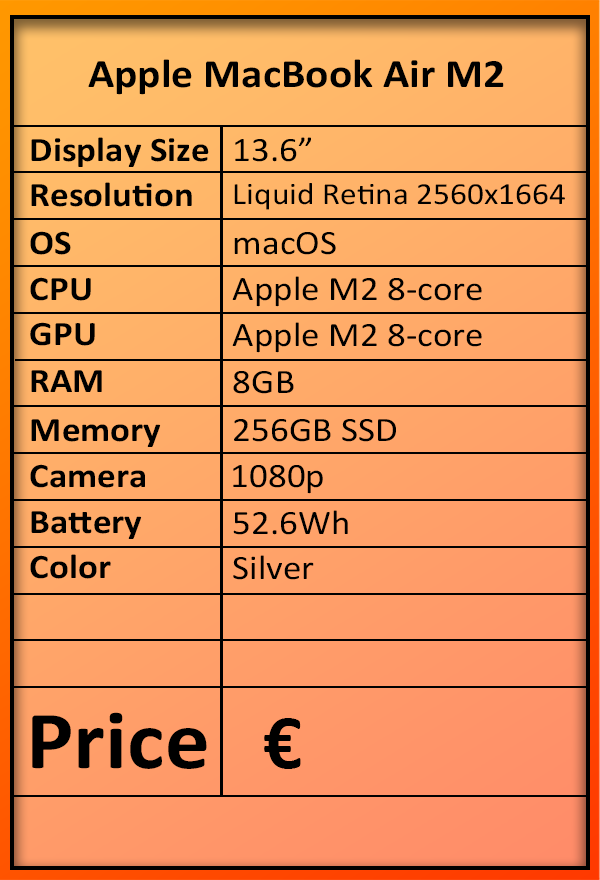 Apple MacBook Air M2
Display Size 13.6”
Resolution Liquid Retina 2560x1664
OS macOS
CPU Apple M2 8-core
GPU Apple M2 8-core
RAM 8GB
Memory 256GB SSD
Camera 1080p
Battery 52.6Wh
Color Silver
Price €